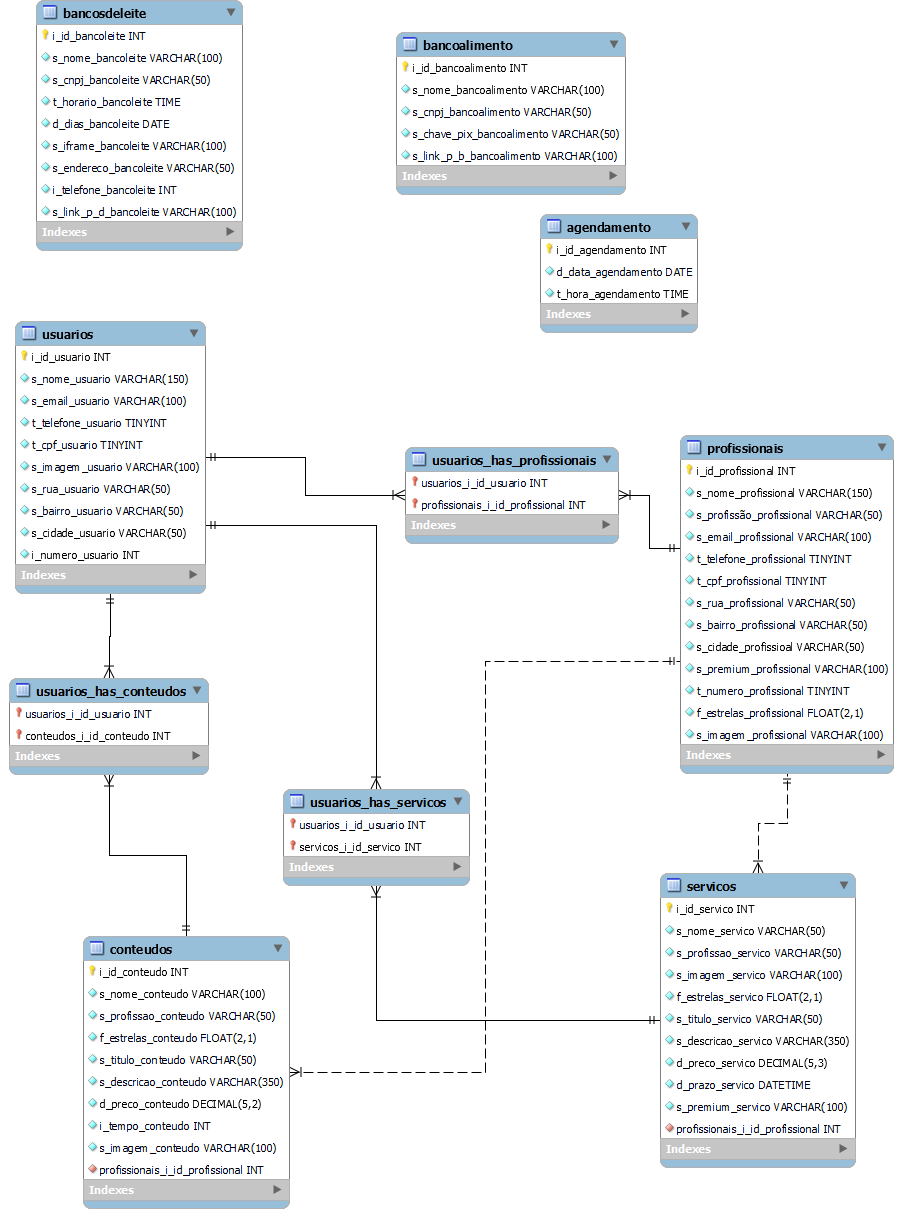 bancosdeleite
i_id_bancoleite INT
s_nome_bancoleite VARCHAR(100)
s_cnpj_bancoleite VARCHAR(50)
t_horario_bancoleite TIME
d_dias_bancoleite DATE
s_iframe_bancoleite VARCHAR(100)
s_endereco_bancoleite VARCHAR(50)
i_telefone_bancoleite INT
s_link_p_d_bancoleite VARCHAR(100)
Indexes
bancoalimento
i_id_bancoalimento INT
s_nome_bancoalimento VARCHAR(100)
s_cnpj_bancoalimento VARCHAR(50)
s_chave_pix_bancoalimento VARCHAR(50)
s_link_p_b_bancoalimento VARCHAR(100)
Indexes
agendamento
i_id_agendamento INT
d_data_agendamento DATE
t_hora_agendamento TIME
Indexes
usuarios
i_id_usuario INT
s_nome_usuario VARCHAR(150)
s_email_usuario VARCHAR(100)
t_telefone_usuario TINYINT
t_cpf_usuario TINYINT
s_imagem_usuario VARCHAR(100)
s_rua_usuario VARCHAR(50)
s_bairro_usuario VARCHAR(50)
s_cidade_usuario VARCHAR(50)
i_numero_usuario INT
Indexes
usuarios_has_profissionais
usuarios_i_id_usuario INT
profissionais_i_id_profissional INT
Indexes
profissionais
i_id_profissional INT
s_nome_profissional VARCHAR(150)
s_profissão_profissional VARCHAR(50)
s_email_profissional VARCHAR(100)
t_telefone_profissional TINYINT
t_cpf_profissional TINYINT
s_rua_profissional VARCHAR(50)
s_bairro_profissional VARCHAR(50)
s_cidade_profissioal VARCHAR(50)
s_premium_profissional VARCHAR(100)
t_numero_profissional TINYINT
f_estrelas_profissional FLOAT(2,1)
s_imagem_profissional VARCHAR(100)
Indexes
usuarios_has_conteudos
usuarios_i_id_usuario INT
conteudos_i_id_conteudo INT
Indexes
usuarios_has_servicos
usuarios_i_id_usuario INT
servicos_i_id_servico INT
Indexes
servicos
i_id_servico INT
s_nome_servico VARCHAR(50)
s_profissao_servico VARCHAR(50)
s_imagem_servico VARCHAR(100)
f_estrelas_servico FLOAT(2,1)
s_titulo_servico VARCHAR(50)
s_descricao_servico VARCHAR(350)
d_preco_servico DECIMAL(5,3)
d_prazo_servico DATETIME
s_premium_servico VARCHAR(100)
profissionais_i_id_profissional INT
Indexes
conteudos
i_id_conteudo INT
s_nome_conteudo VARCHAR(100)
s_profissao_conteudo VARCHAR(50)
f_estrelas_conteudo FLOAT(2,1)
s_titulo_conteudo VARCHAR(50)
s_descricao_conteudo VARCHAR(350)
d_preco_conteudo DECIMAL(5,2)
i_tempo_conteudo INT
s_imagem_conteudo VARCHAR(100)
profissionais_i_id_profissional INT
Indexes